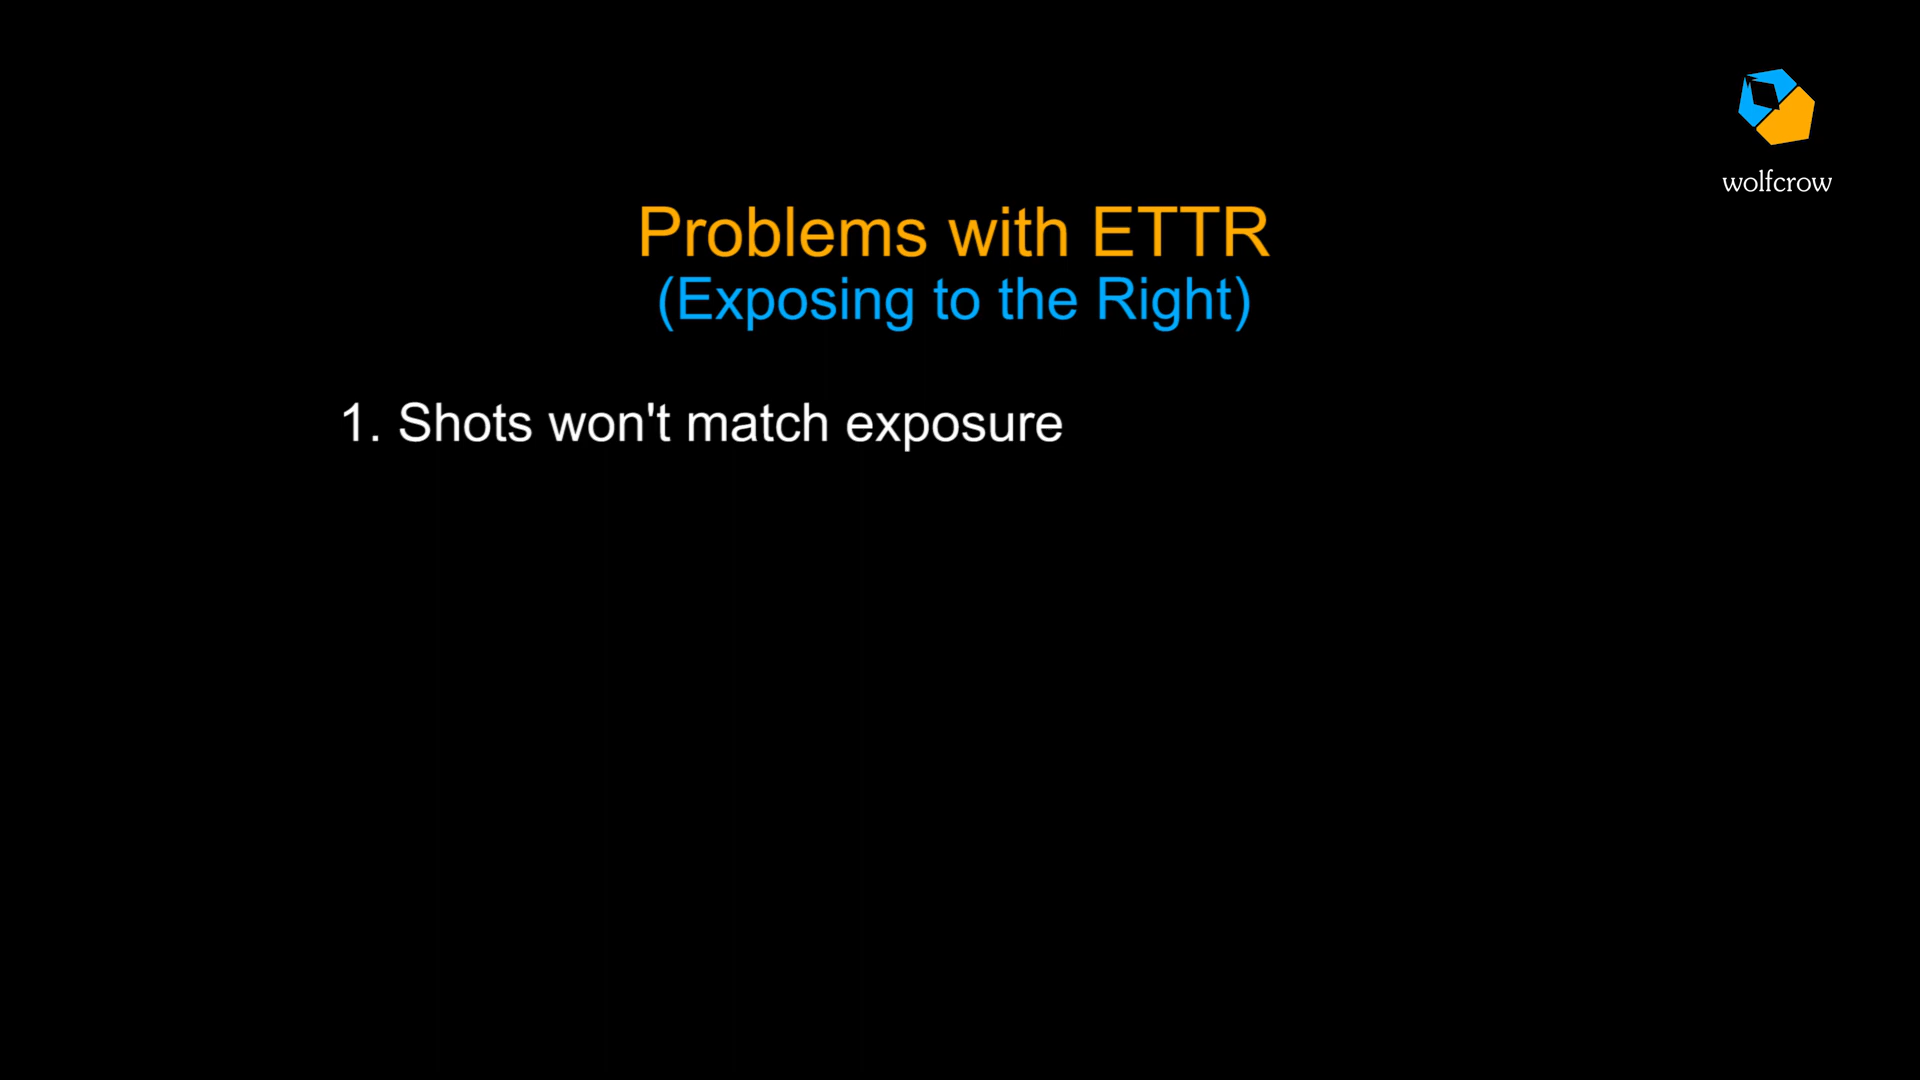 wolfcrow
Problems with ETTR
(Exposing to the Right)
1. Shots won't match exposure